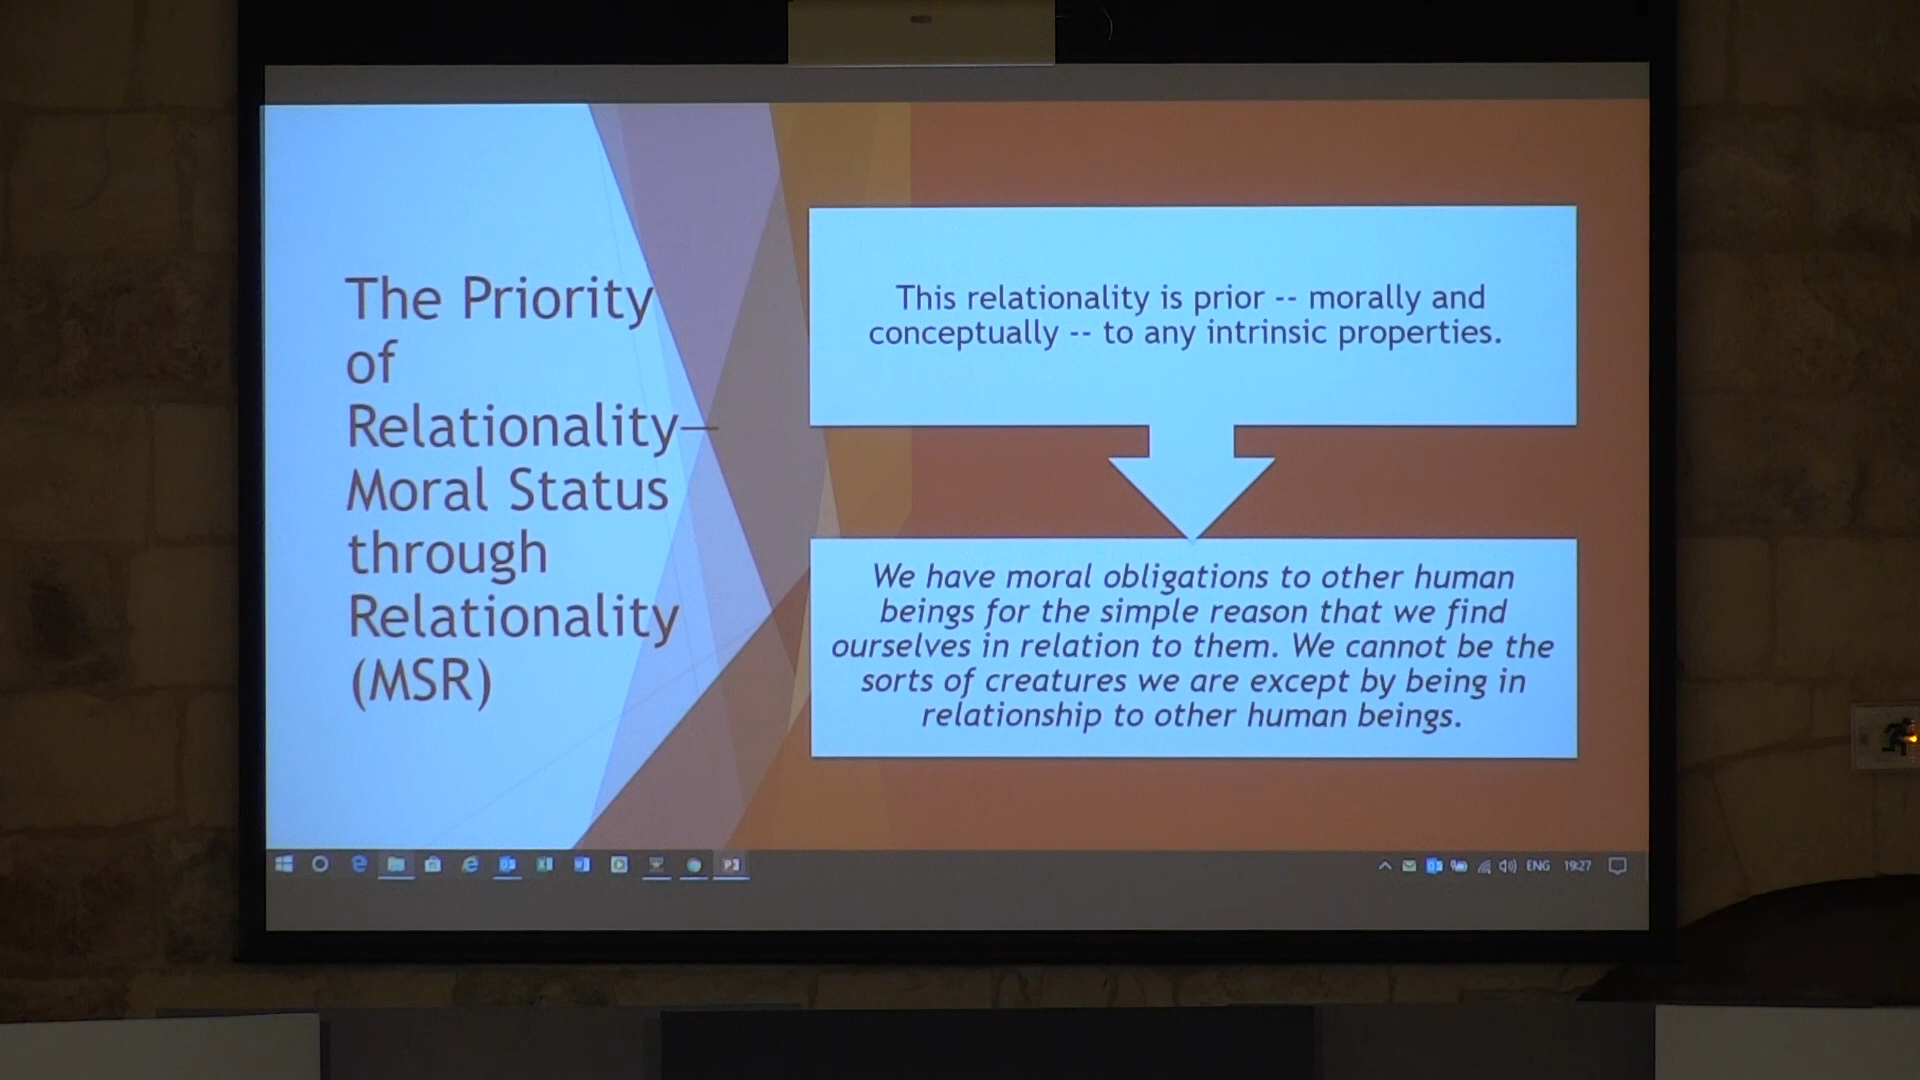 The Priority
of
Relationality—
Moral Status
through
Relationality
(MSR)
This relationality is prior -- morally and
conceptually -- to any intrinsic properties.
We have moral obligations to other human
beings for the simple reason that we find
ourselves in relation to them. We cannot be the
sorts of creatures we are except by being in
relationship to other human beings.
ENG 19:27